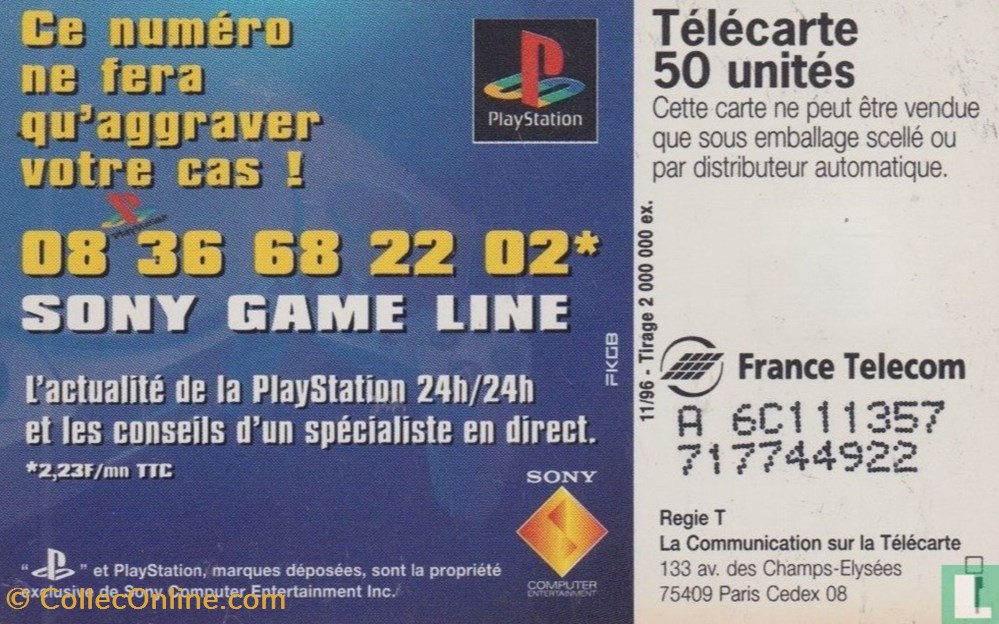 Ce numéro
ne fera
qu'aggraver
votre cas !
PlayStation
PlayStation
08 36 68 22 02*
SONY GAME LINE
L'actualité de la PlayStation 24h/24h
et les conseils d'un spécialiste en direct.
*2,23F/mn TTC
SONY
COMPUTER
ENTERTAINMENT
" " et PlayStation, marques déposées, sont la propriété
exclusive de Sony Computer Entertainment Inc.
© CollecOnline.com
FKGB
11/96 - Tirage 2 000 000 ex.
Télécarte
50 unités
Cette carte ne peut être vendue
que sous emballage scellé ou
par distributeur automatique.
France Telecom
A 6C111357
717744922
Regie T
La Communication sur la Télécarte
133 av. des Champs-Elysées
75409 Paris Cedex 08
L